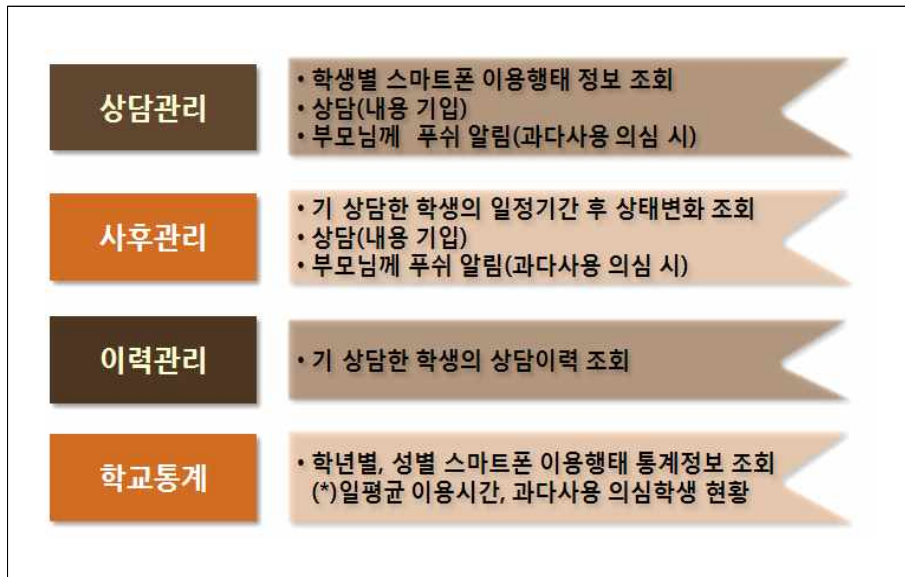 상담관리
• 학생별 스마트폰 이용행태 정보 조회
• 상담(내용 기입)
• 부모님께 푸쉬 알림(과다사용 의심 시)
사후관리
• 기 상담한 학생의 일정기간 후 상태변화 조회
• 상담(내용 기입)
• 부모님께 푸쉬 알림(과다사용 의심 시)
이력관리
• 기 상담한 학생의 상담이력 조회
학교통계
• 학년별, 성별 스마트폰 이용행태 통계정보 조회
(*)일평균 이용시간, 과다사용 의심학생 현황